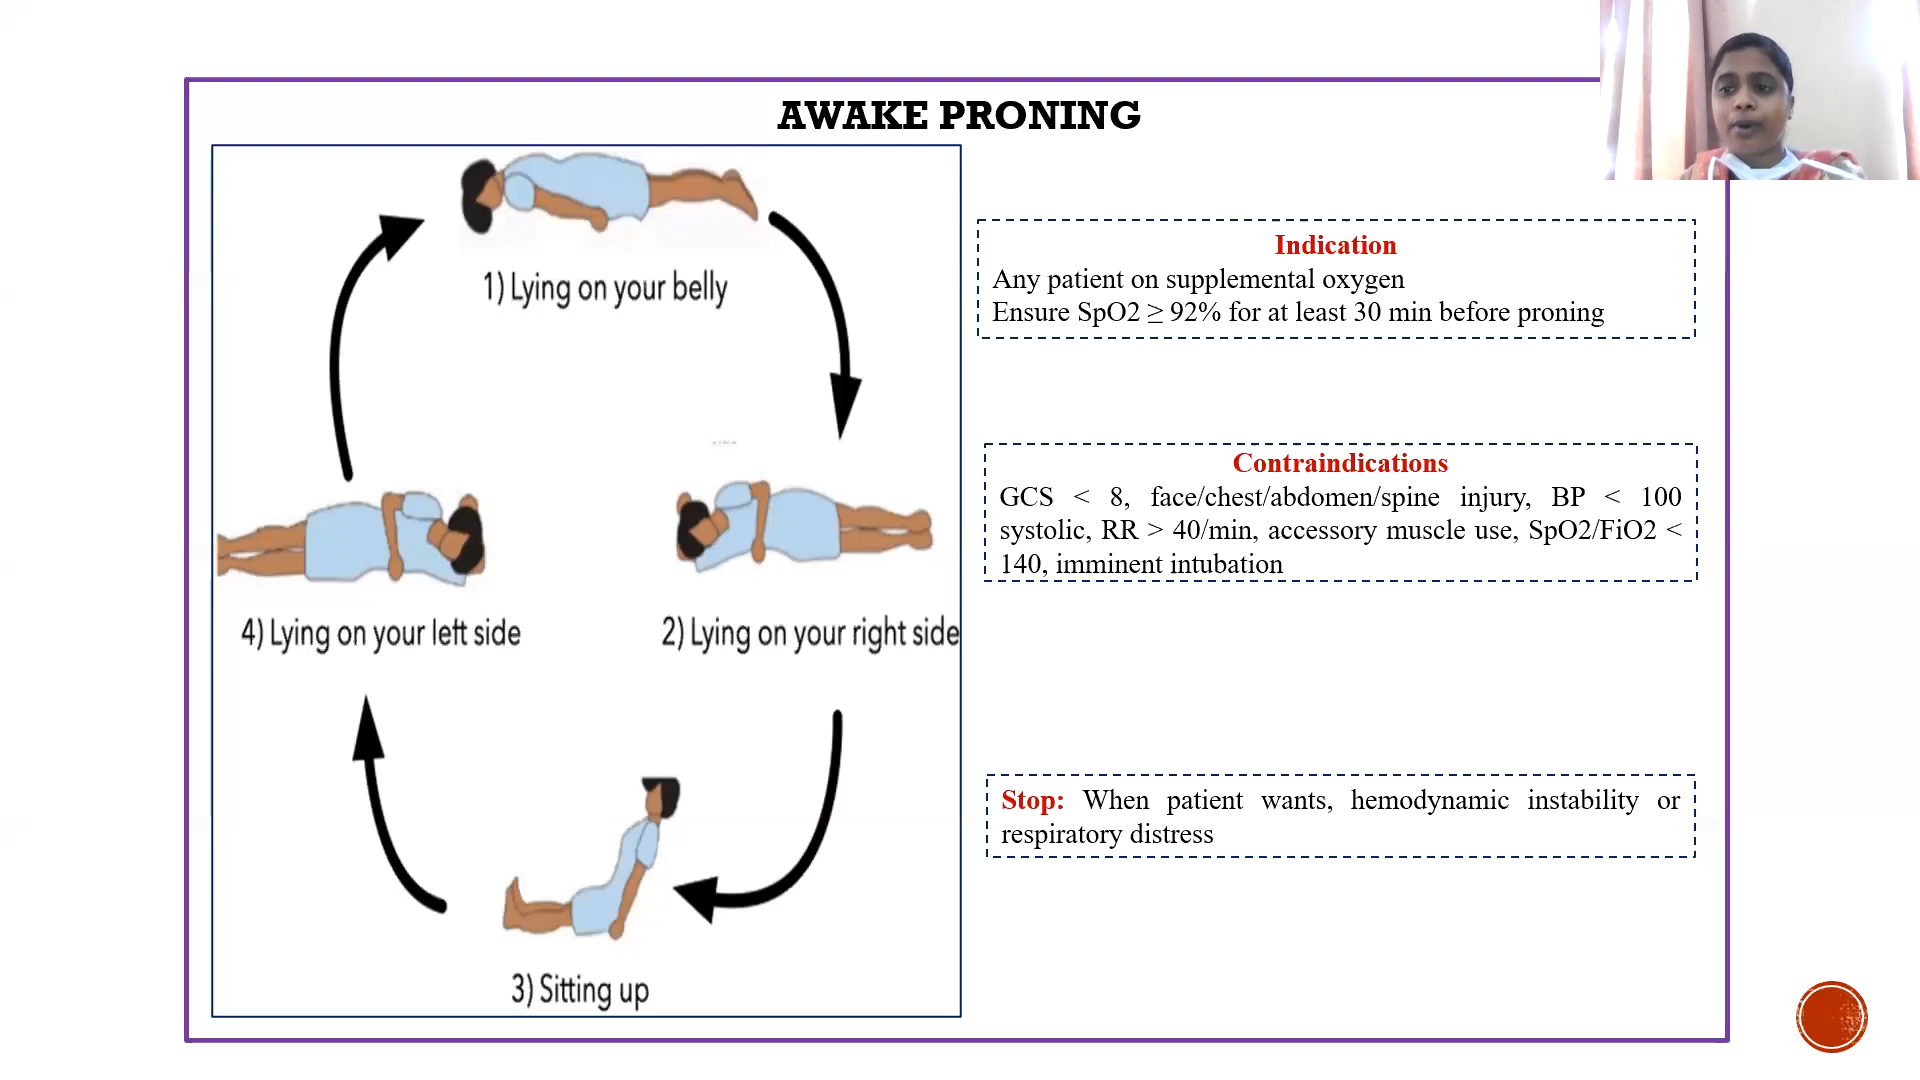 AWAKE PRONING
1) Lying on your belly
2) Lying on your right side
3) Sitting up
4) Lying on your left side
Indication
Any patient on supplemental oxygen
Ensure SpO2 ≥ 92% for at least 30 min before proning
Contraindications
GCS < 8, face/chest/abdomen/spine injury, BP < 100
systolic, RR > 40/min, accessory muscle use, SpO2/FiO2 <
140, imminent intubation
Stop: When patient wants, hemodynamic instability or
respiratory distress